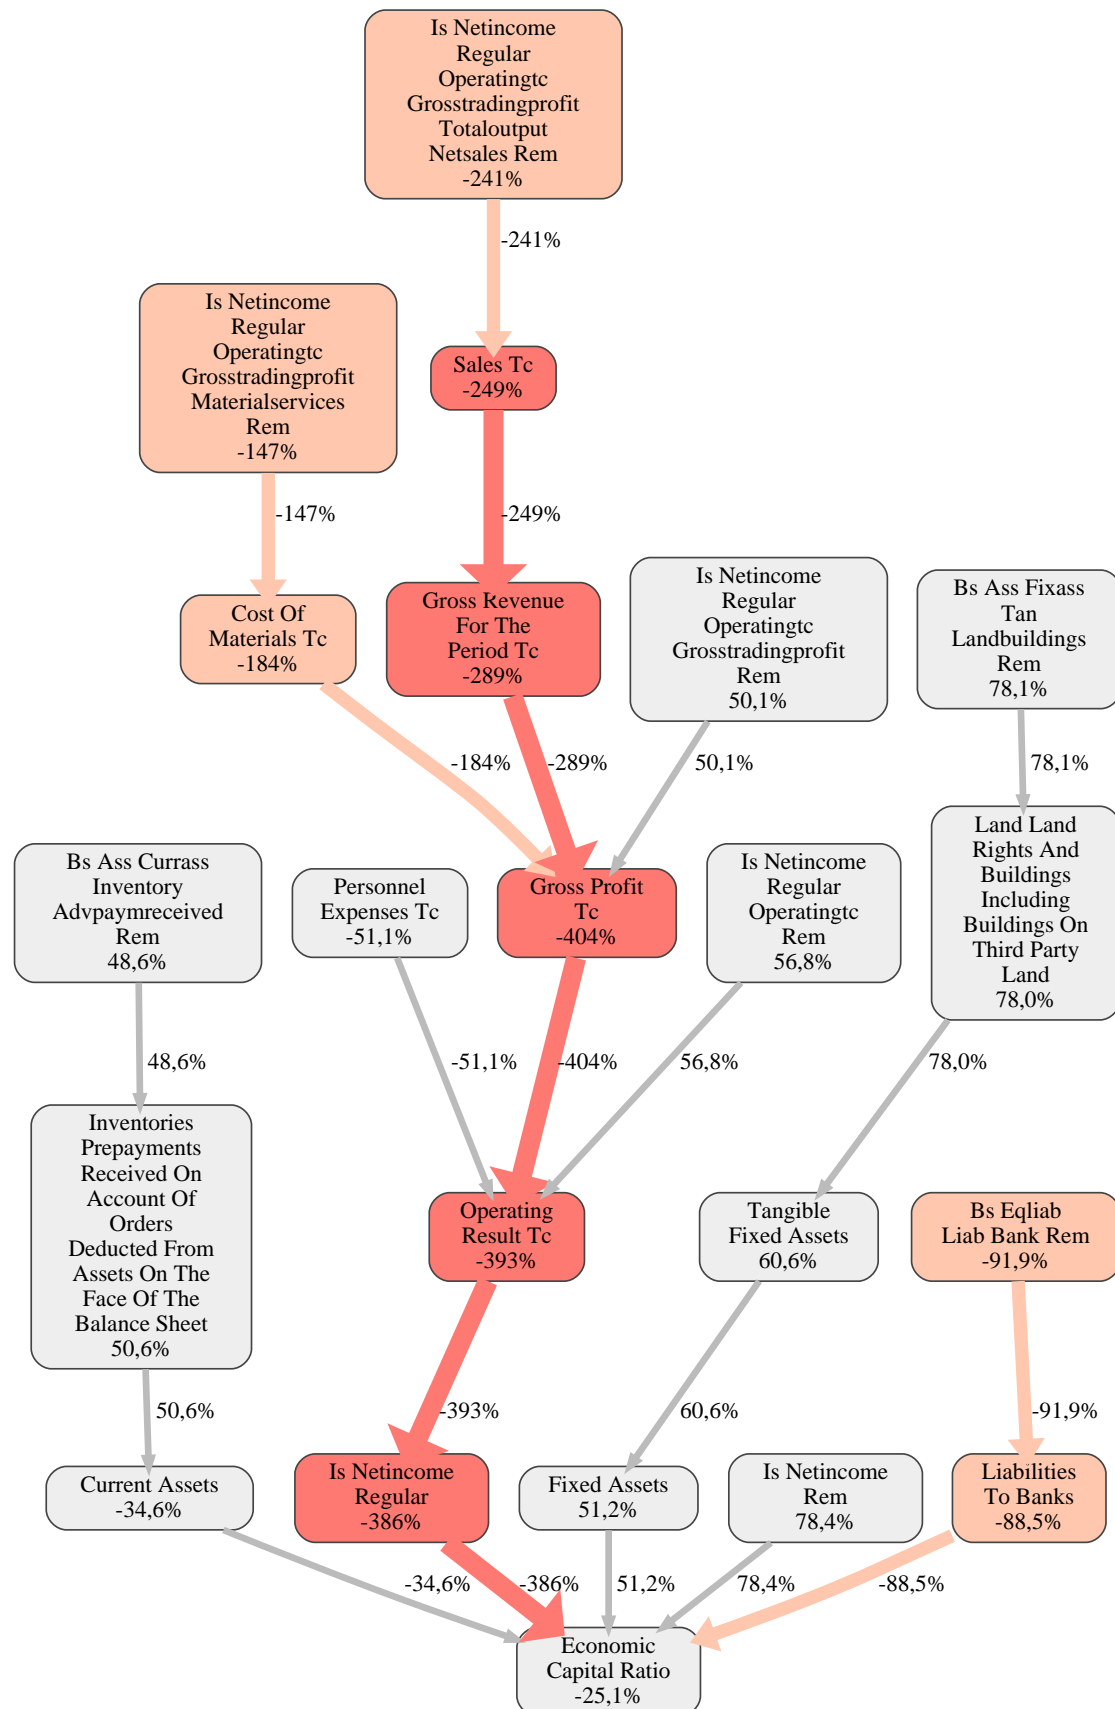 Is Netincome
Regular
Operatingtc
Grosstradingprofit
Totaloutput
Netsales Rem
-241%
-241%
Is Netincome
Regular
Operatingtc
Grosstradingprofit
Materialservices
Rem
-147%
Sales Tc
-249%
-147%
-249%
Cost Of
Materials Tc
-184%
Gross Revenue
For The
Period Tc
-289%
Is Netincome
Regular
Operatingtc
Grosstradingprofit
Rem
50,1%
Bs Ass Fixass
Tan
Landbuildings
Rem
78,1%
-184%
-289%
50,1%
78,1%
Bs Ass Currass
Inventory
Advpaymreceived
Rem
48,6%
Personnel
Expenses Tc
-51,1%
Gross Profit
Tc
-404%
Is Netincome
Regular
Operatingtc
Rem
56,8%
Land Land
Rights And
Buildings
Including
Buildings On
Third Party
Land
78,0%
48,6%
-51,1%
-404%
56,8%
78,0%
Inventories
Prepayments
Received On
Account Of
Orders
Deducted From
Assets On The
Face Of The
Balance Sheet
50,6%
Operating
Result Tc
-393%
Tangible
Fixed Assets
60,6%
Bs Eqliab
Liab Bank Rem
-91,9%
50,6%
-393%
60,6%
-91,9%
Current Assets
-34,6%
Is Netincome
Regular
-386%
Fixed Assets
51,2%
Is Netincome
Rem
78,4%
Liabilities
To Banks
-88,5%
-34,6%
-386%
51,2%
78,4%
-88,5%
Economic
Capital Ratio
-25,1%